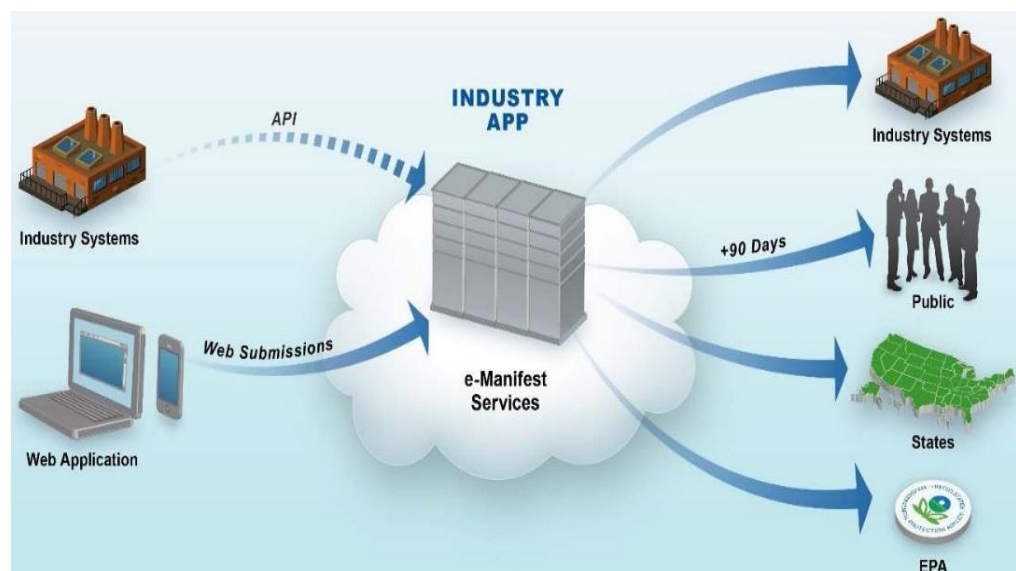 INDUSTRY
APP
API
Industry Systems
Web Submissions
Web Application
e-Manifest
Services
Industry Systems
+90 Days
Public
States
EPA